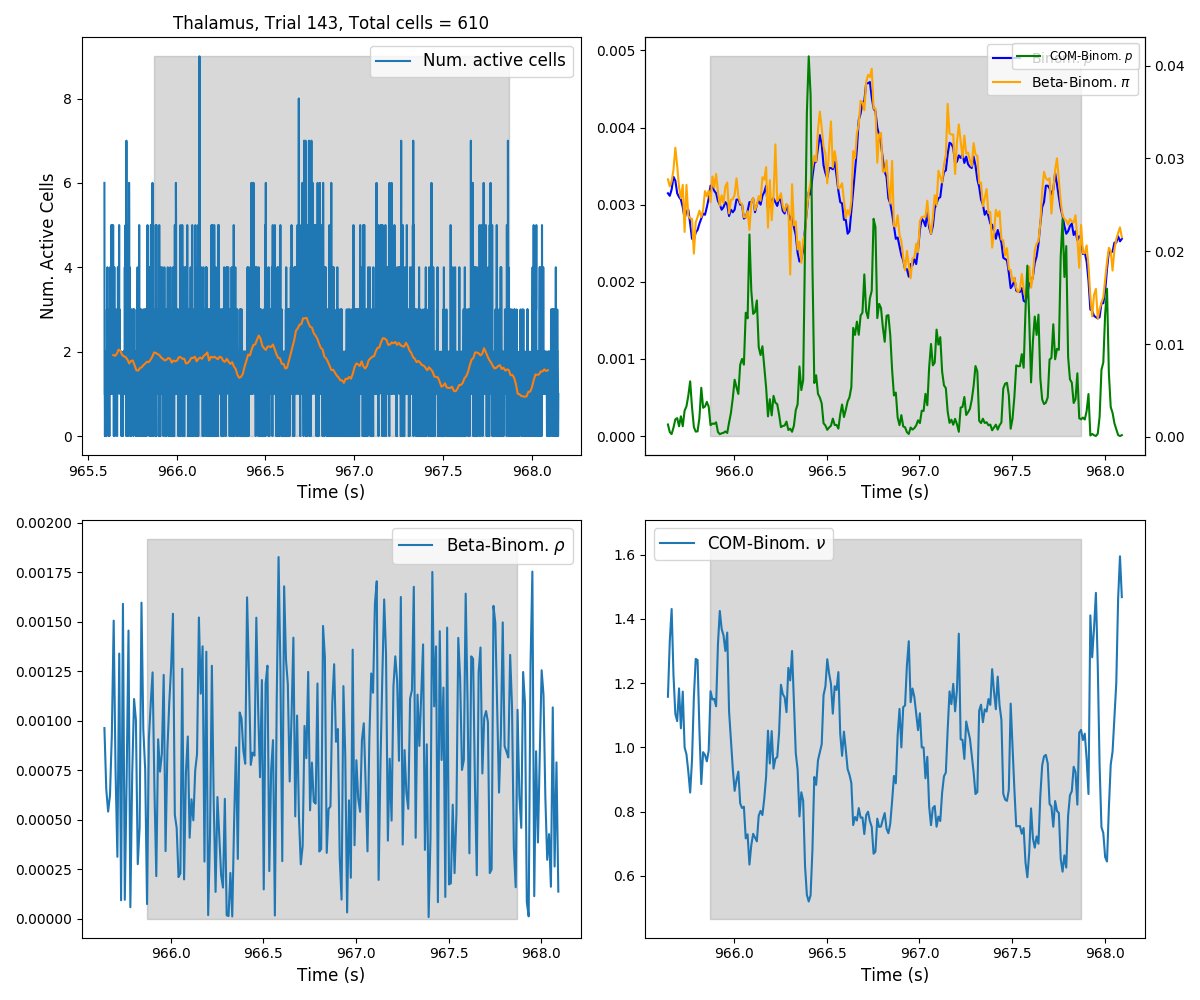 Thalamus, Trial 143, Total cells = 610
Num. active cells
Num. Active Cells
8
6
4
2
0
965.5 966.0 966.5 967.0 967.5 968.0
Time (s)
COM-Binom. p
Beta-Binom. π
0.005
0.004
0.003
0.002
0.001
0.000
0.04
0.03
0.02
0.01
0.00
966.0 966.5 967.0 967.5 968.0
Time (s)
Beta-Binom. ρ
0.00200
0.00175
0.00150
0.00125
0.00100
0.00075
0.00050
0.00025
0.00000
966.0 966.5 967.0 967.5 968.0
Time (s)
COM-Binom. ν
1.6
1.4
1.2
1.0
0.8
0.6
966.0 966.5 967.0 967.5 968.0
Time (s)